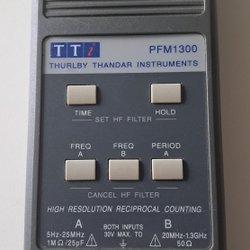 TTi PFM1300
THURLBY THANDAR INSTRUMENTS
TIME HOLD
SET HF FILTER
FREQ FREQ PERIOD
A B A
CANCEL HF FILTER
HIGH RESOLUTION RECIPROCAL COUNTING
A BOTH INPUTS B
5Hz-25MHz 30V MAX. TO 20MHz-1.3GHz
1MΩ/25pF 50Ω